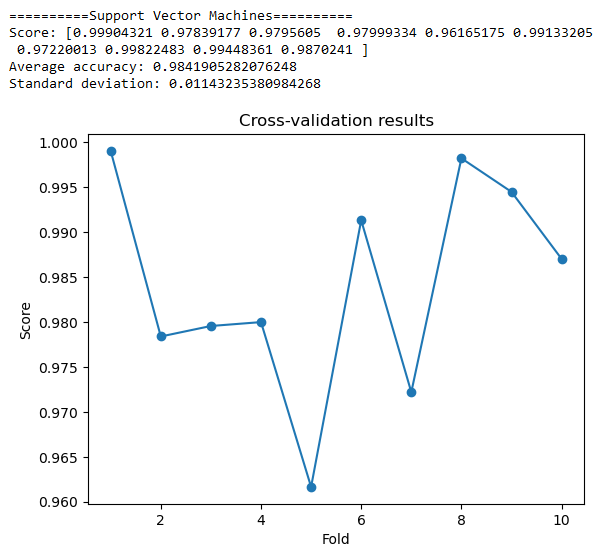 ==========Support Vector Machines==========
Score: [0.99904321 0.97839177 0.9795605  0.97999334 0.96165175 0.99133205
 0.97220013 0.99822483 0.99448361 0.9870241 ]
Average accuracy: 0.9841905282076248
Standard deviation: 0.01143235380984268
Cross-validation results
1.000
0.995
0.990
0.985
0.980
0.975
0.970
0.965
0.960
Score
2 4 6 8 10
Fold